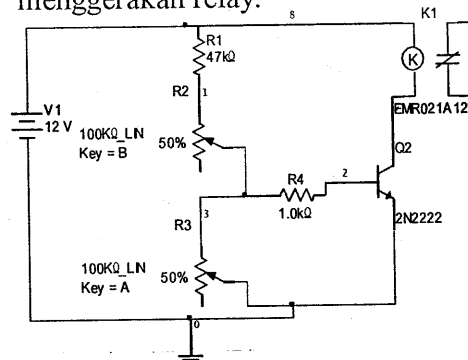 menggerakan relay.
8
K1
R1
47kΩ
K
R2
1
V1
12 V
EMR021A12
100KΩ_LIN
Key = B
50%
Q2
R4
2
1.0kΩ
3
R3
2N2222
100KΩ_LIN
Key = A
50%
0